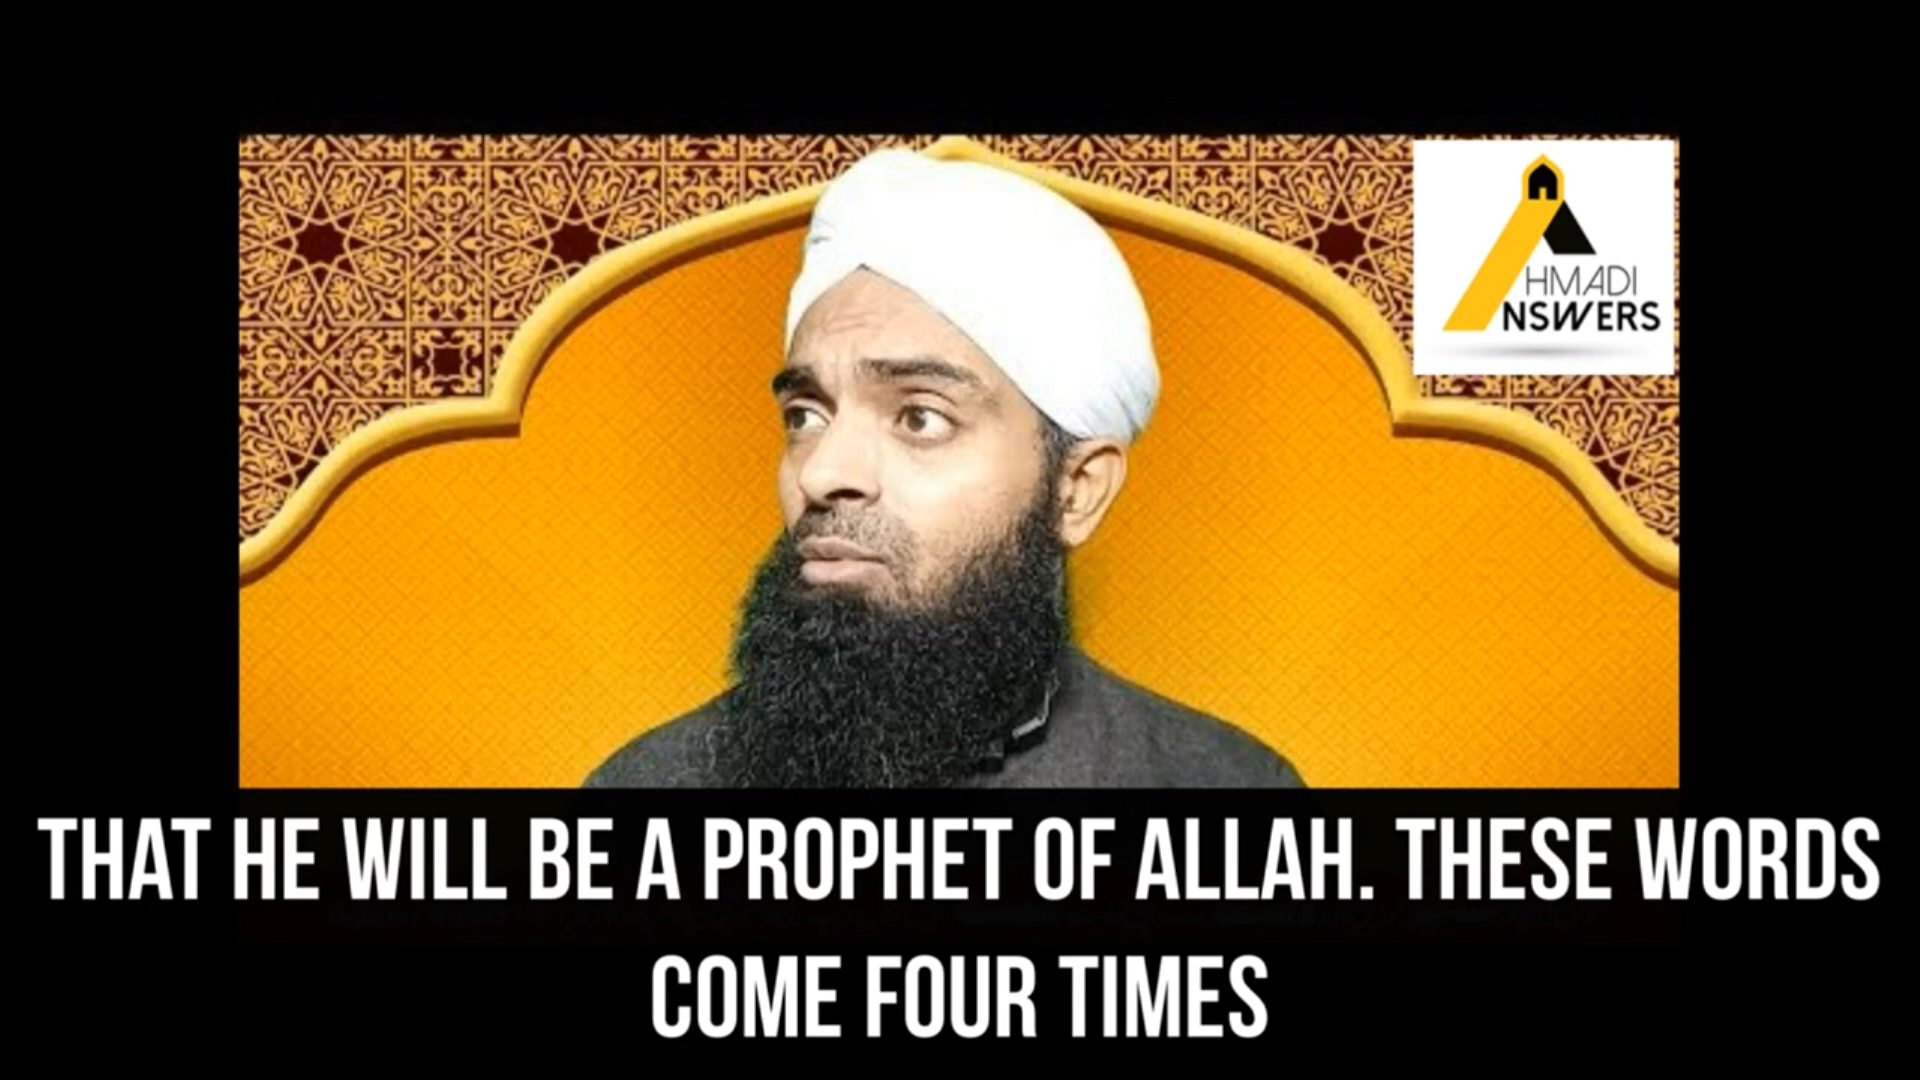 HMADI
NSWERS
THAT HE WILL BE A PROPHET OF ALLAH. THESE WORDS
COME FOUR TIMES